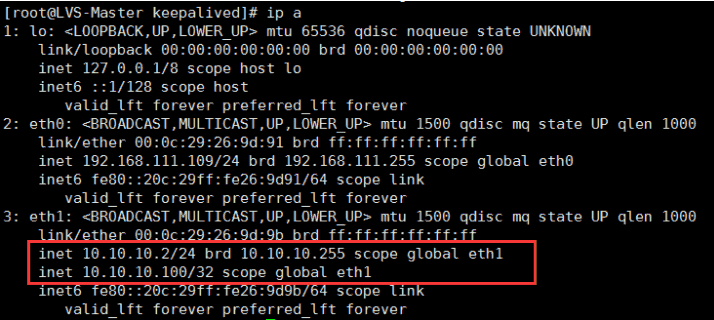 [root@LVS-Master keepalived]# ip a
1: lo: <LOOPBACK,UP,LOWER_UP> mtu 65536 qdisc noqueue state UNKNOWN
link/loopback 00:00:00:00:00:00 brd 00:00:00:00:00:00
inet 127.0.0.1/8 scope host lo
inet6 ::1/128 scope host
valid_lft forever preferred_lft forever
2: eth0: <BROADCAST,MULTICAST,UP,LOWER_UP> mtu 1500 qdisc mq state UP qlen 1000
link/ether 00:0c:29:26:9d:91 brd ff:ff:ff:ff:ff:ff
inet 192.168.111.109/24 brd 192.168.111.255 scope global eth0
inet6 fe80::20c:29ff:fe26:9d91/64 scope link
valid_lft forever preferred_lft forever
3: eth1: <BROADCAST,MULTICAST,UP,LOWER_UP> mtu 1500 qdisc mq state UP qlen 1000
link/ether 00:0c:29:26:9d:9b brd ff:ff:ff:ff:ff:ff
inet 10.10.10.2/24 brd 10.10.10.255 scope global eth1
inet 10.10.10.100/32 scope global eth1
inet6 fe80::20c:29ff:fe26:9d9b/64 scope link
valid_lft forever preferred_lft forever